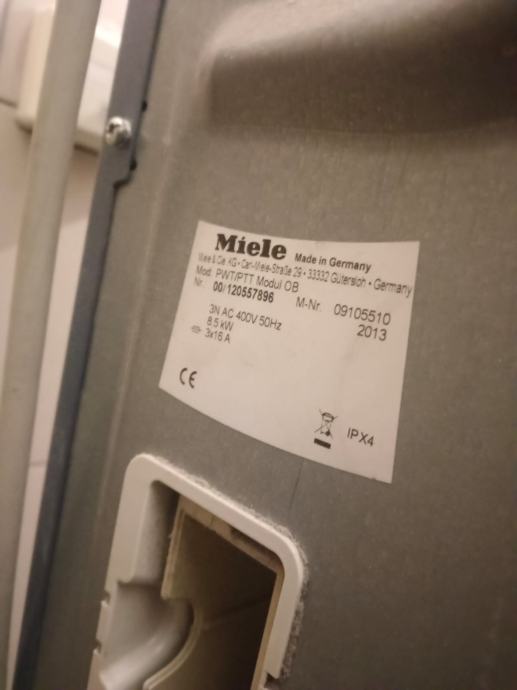 Miele Made in Germany
Miele & Cie. KG • Carl-Miele-Straße 29 • 33332 Gütersloh • Germany
Mod. PWT/PTT Modul OB
Nr. 00/120557896 M-Nr. 09105510
3N AC 400V 50Hz 2013
8.5 kW
3x16 A
CE
IPX4